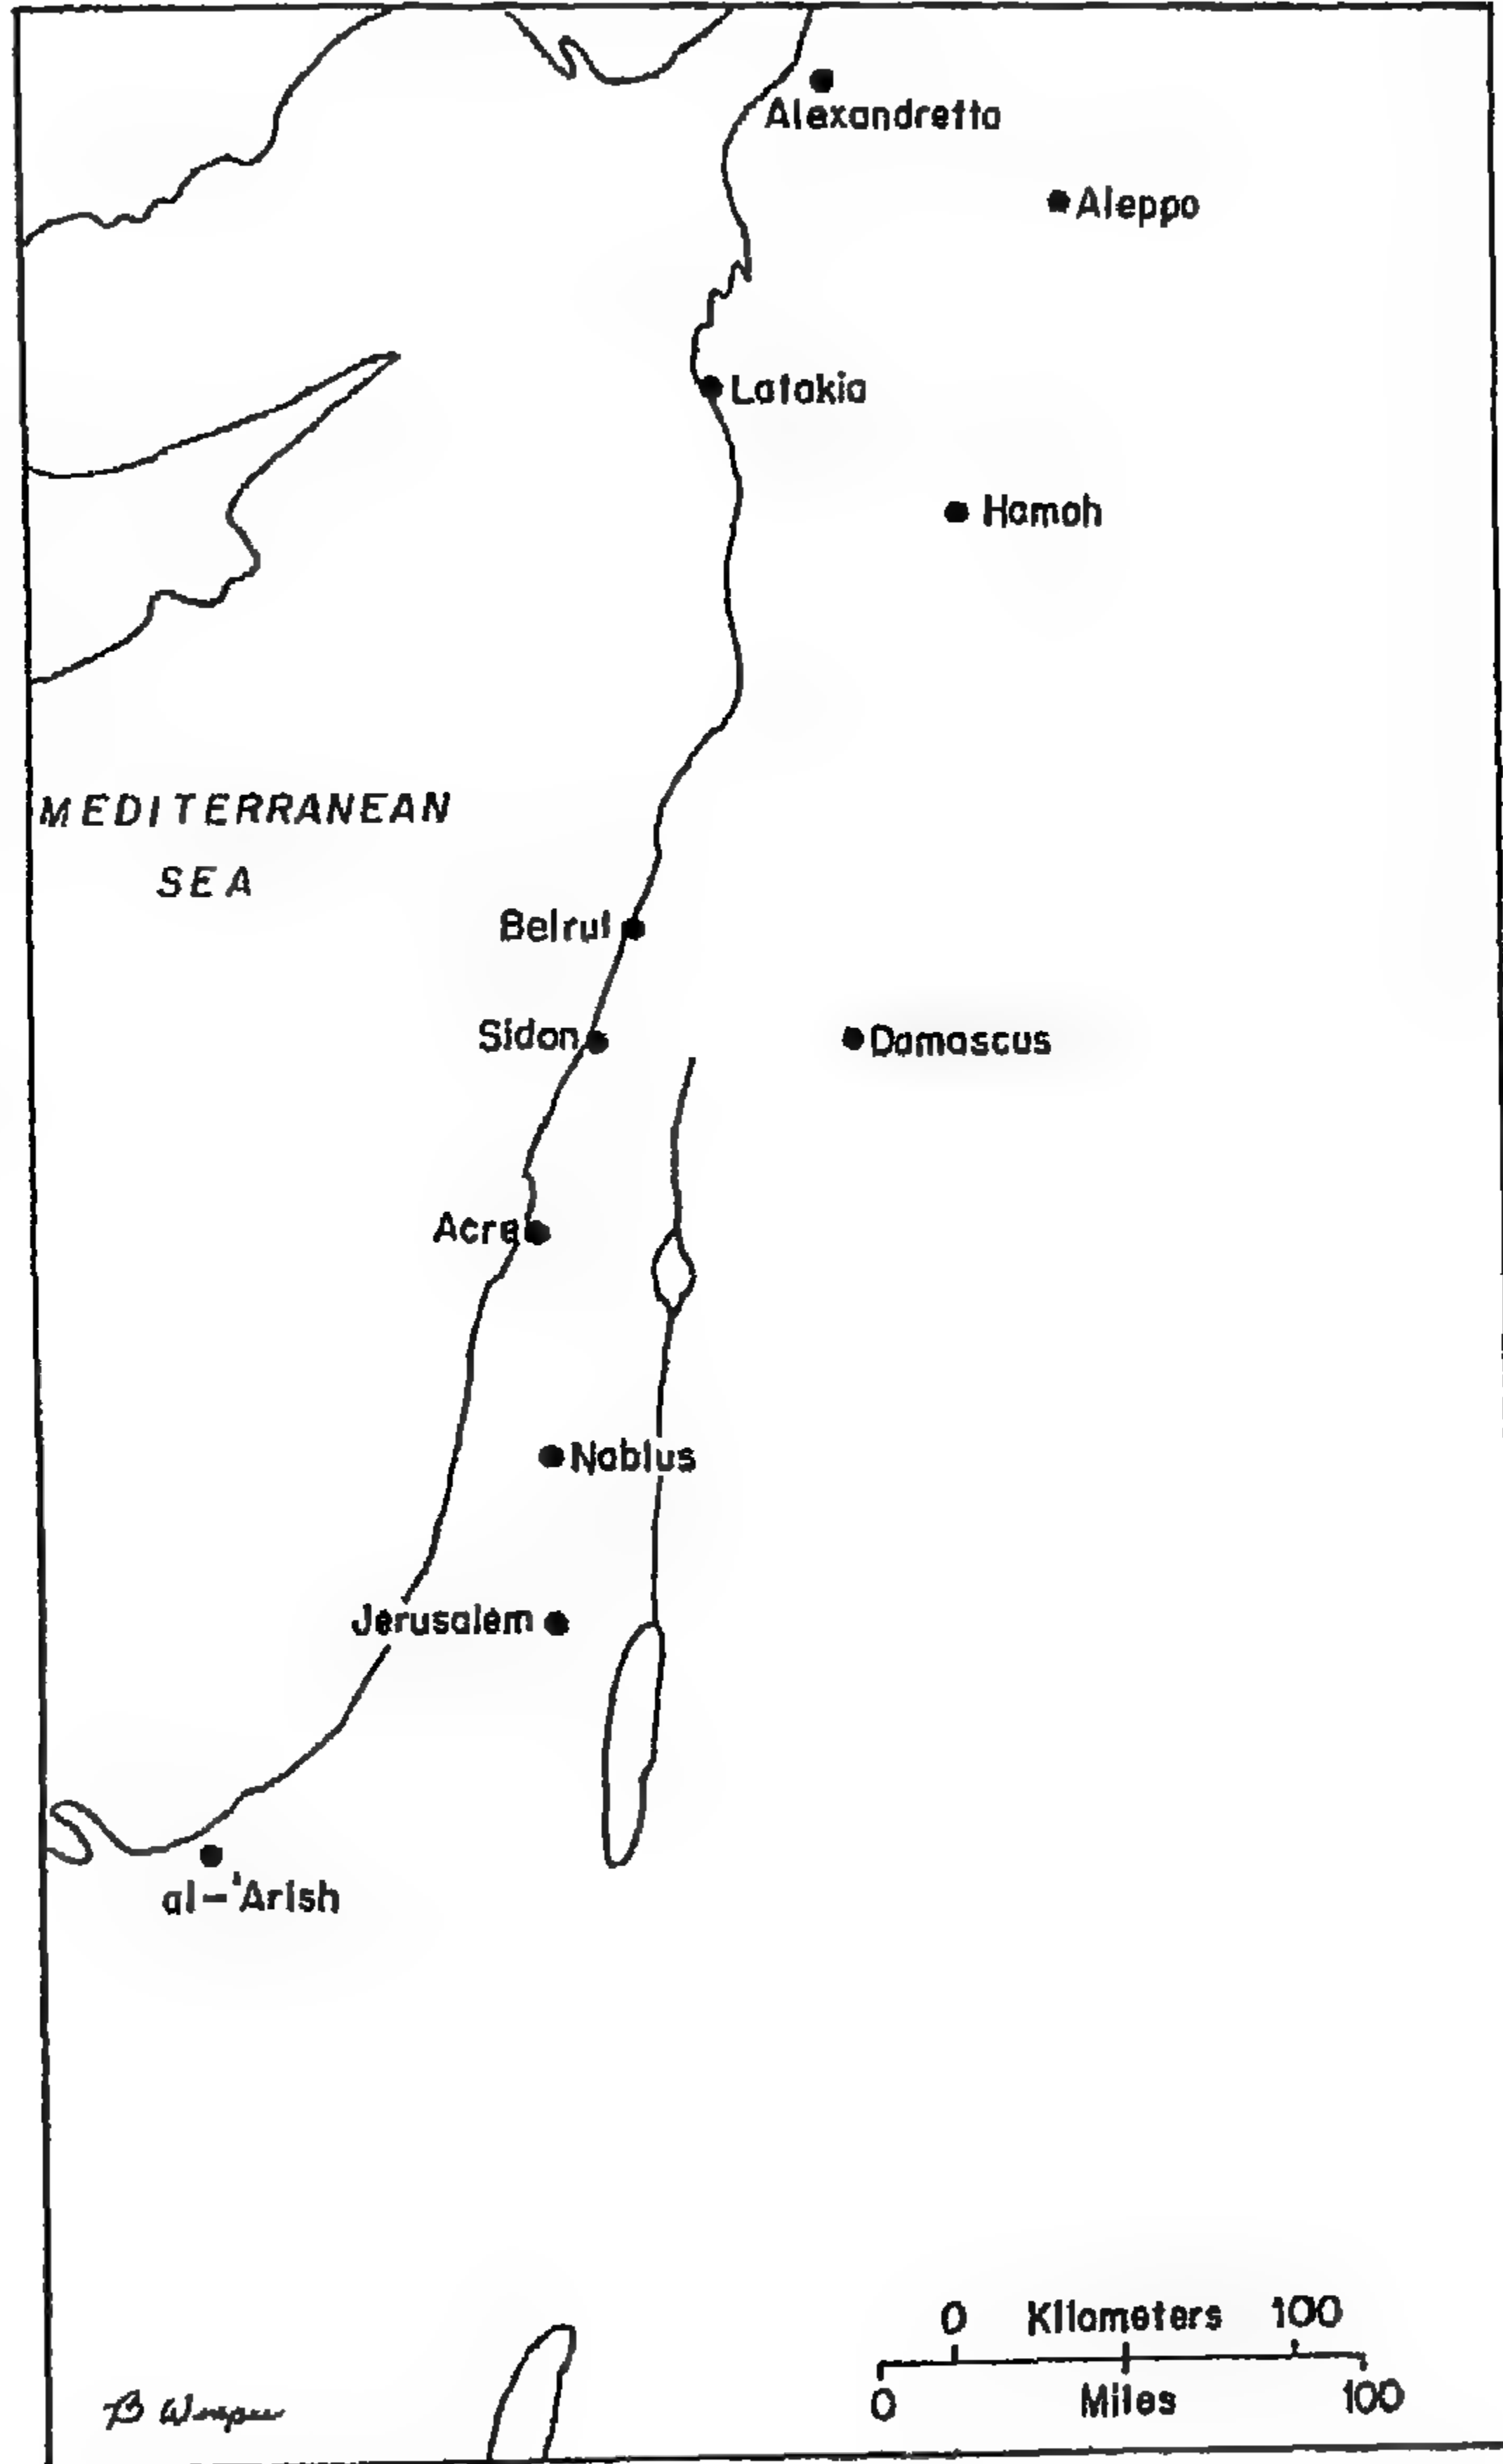 Alexandretta
Aleppo
Latakia
Hamah
MEDITERRANEAN
SEA
Beirut
Sidon
Damascus
Acre
Nablus
Jerusalem
al-'Arish
0 Kilometers 100
0 Miles 100
B